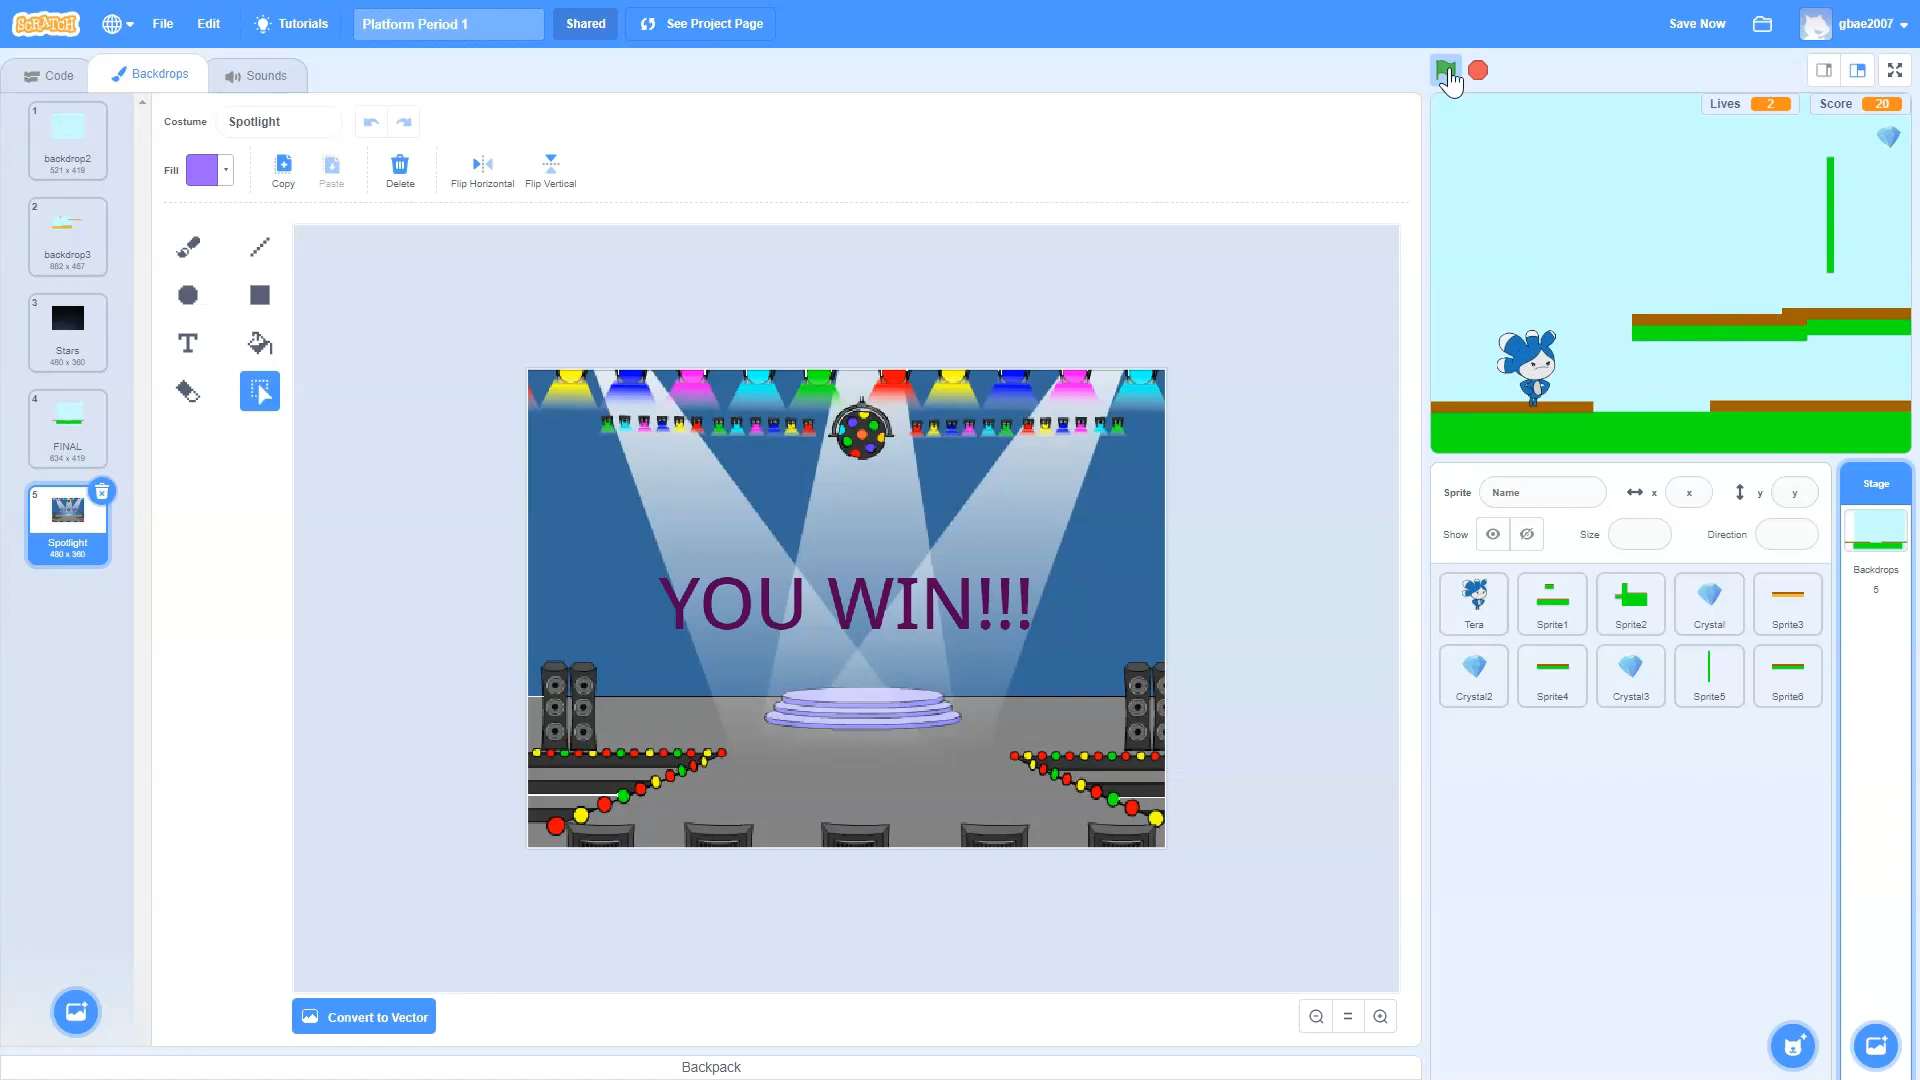 SCRATCH
File
Edit
Tutorials
Platform Period 1
Shared
See Project Page
Save Now
gbae2007
Code
Backdrops
Sounds
1
backdrop2
521 x 419
2
backdrop3
882 x 467
3
Stars
480 x 360
4
FINAL
634 x 419
5
Spotlight
480 x 360
Costume
Spotlight
Fill
Copy
Paste
Delete
Flip Horizontal
Flip Vertical
T
YOU WIN!!!
Convert to Vector
Backpack
Lives 2
Score 20
Sprite
Name
x
x
y
y
Show
Size
Direction
Stage
Backdrops
5
Tera
Sprite1
Sprite2
Crystal
Sprite3
Crystal2
Sprite4
Crystal3
Sprite5
Sprite6